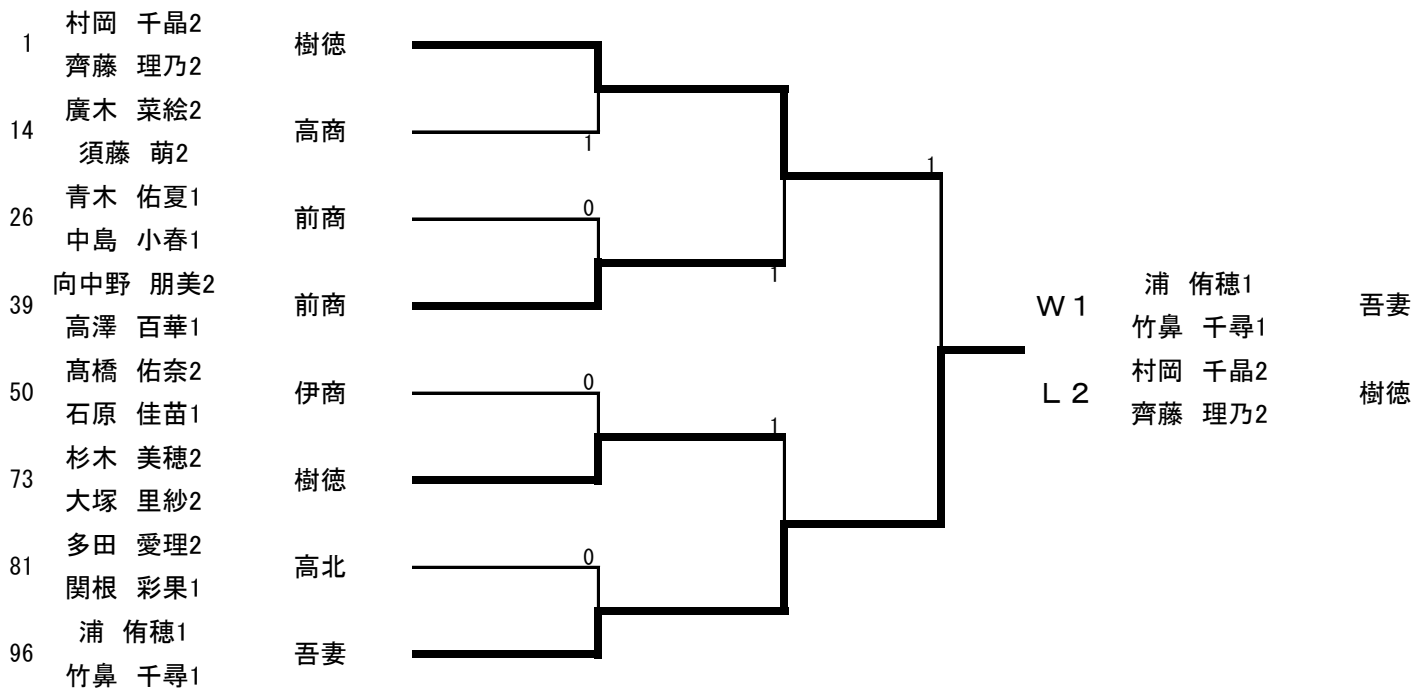 村岡 千晶2
1 樹徳
齊藤 理乃2
廣木 菜絵2
14 高商
須藤 萌2
1
青木 佑夏1
26 前商
0
中島 小春1
向中野 朋美2
39 前商
高澤 百華1
1
1
髙橋 佑奈2
50 伊商
0
石原 佳苗1
杉木 美穂2
73 樹徳
大塚 里紗2
1
多田 愛理2
81 高北
0
関根 彩果1
浦 侑穂1
96 吾妻
竹鼻 千尋1
浦 侑穂1
W1 吾妻
竹鼻 千尋1
村岡 千晶2
L2 樹徳
齊藤 理乃2